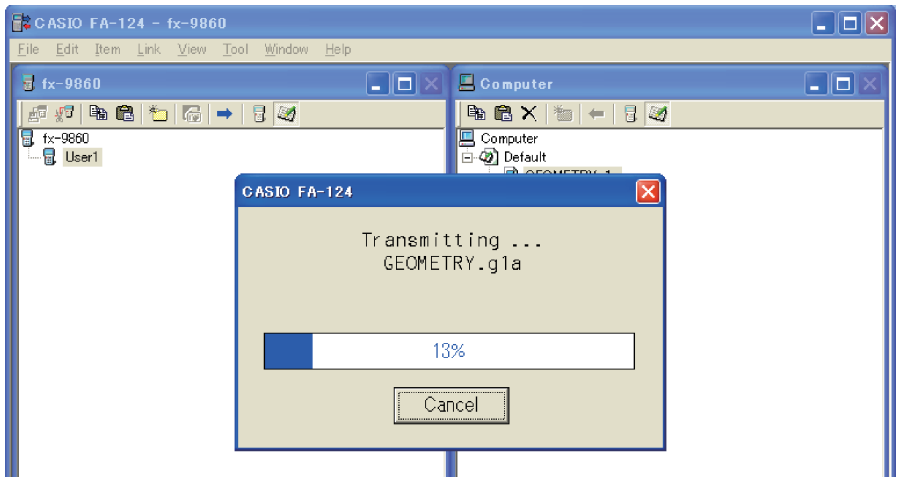 CASIO FA-124 - fx-9860
File Edit Item Link View Tool Window Help
fx-9860
Computer
fx-9860
User1
Computer
Default
CASIO FA-124
Transmitting ...
GEOMETRY.g1a
13%
Cancel